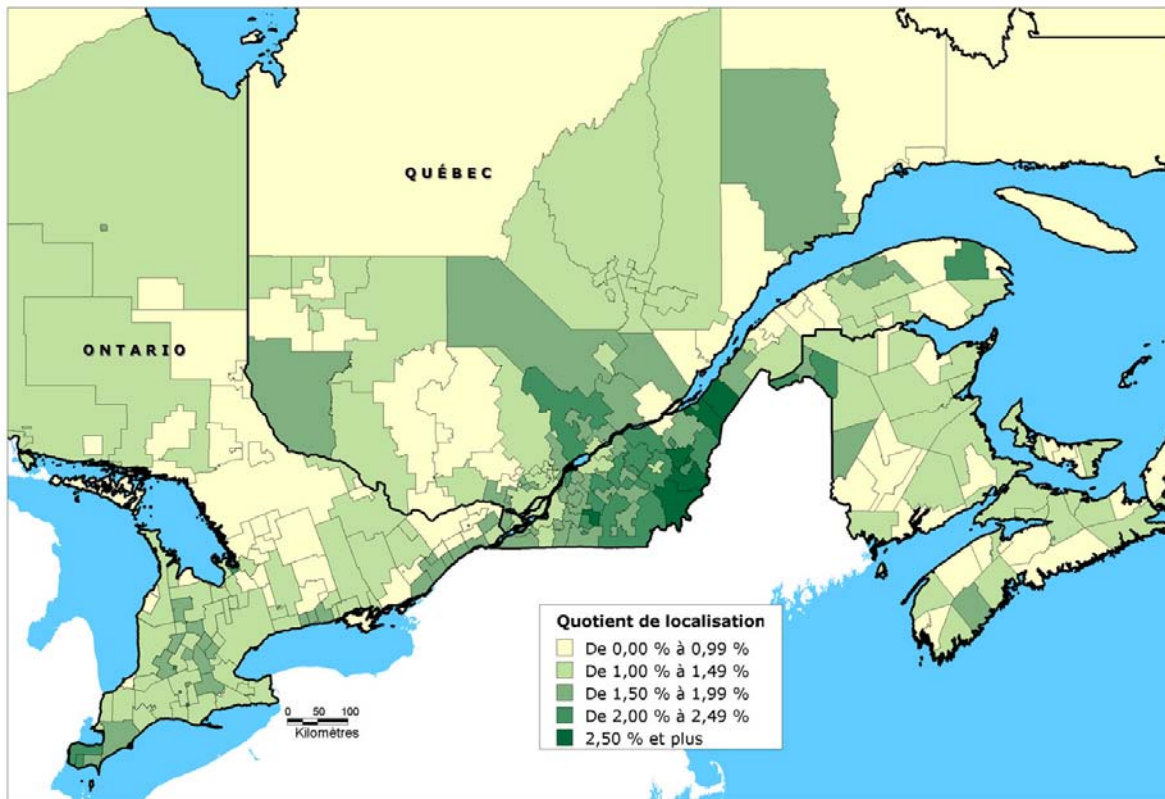 QUÉBEC
ONTARIO
Quotient de localisation
De 0,00 % à 0,99 %
De 1,00 % à 1,49 %
De 1,50 % à 1,99 %
De 2,00 % à 2,49 %
2,50 % et plus
0 50 100
Kilomètres